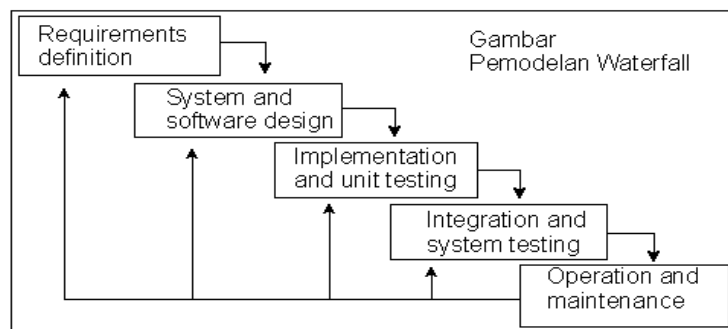 Requirements
definition
Gambar
Pemodelan Waterfall
System and
software design
Implementation
and unit testing
Integration and
system testing
Operation and
maintenance